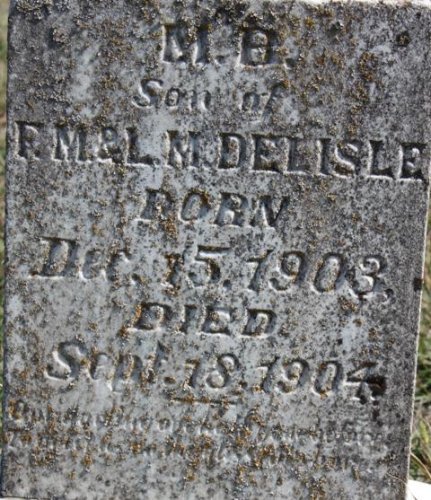 M. B.
Son of
F. M. & L. M. DELISLE
BORN
Dec. 15. 1903,
DIED
Sept. 18. 1904.